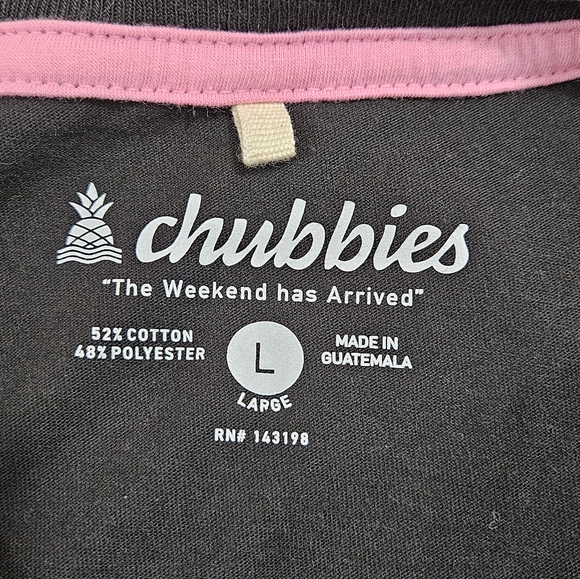 chubbies
"The Weekend has Arrived"
52% COTTON
48% POLYESTER
L
LARGE
MADE IN
GUATEMALA
RN# 143198